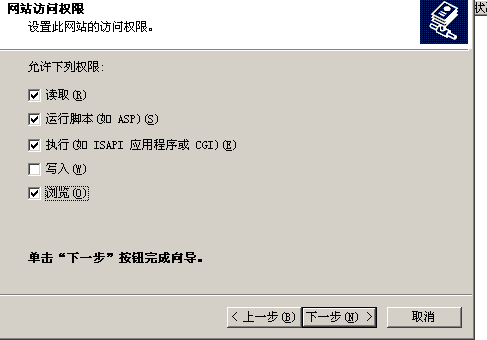 网站访问权限
设置此网站的访问权限。
允许下列权限:
读取(R)
运行脚本(如 ASP)(S)
执行(如 ISAPI 应用程序或 CGI)(E)
写入(W)
浏览(O)
单击“下一步”按钮完成向导。
< 上一步(B) 下一步(N) > 取消